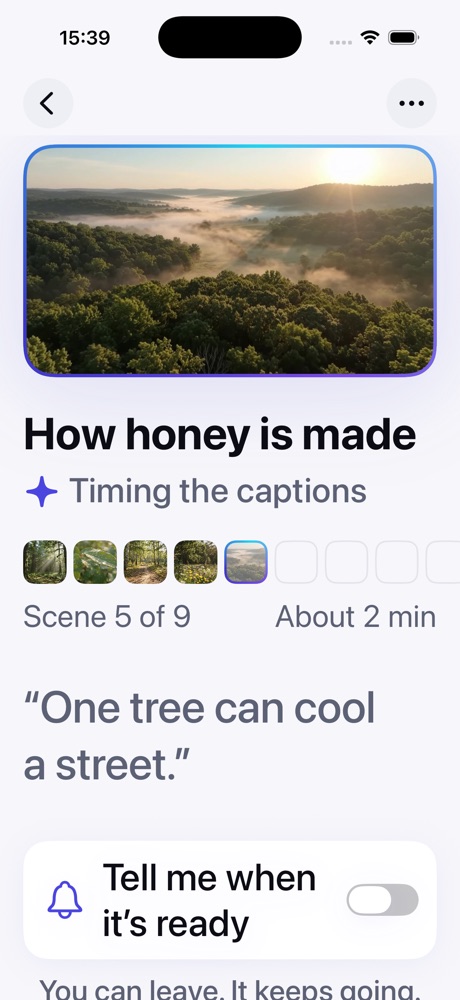 15:39
How honey is made
Timing the captions
Scene 5 of 9
About 2 min
“One tree can cool
a street.”
Tell me when
it’s ready
You can leave. It keeps going.